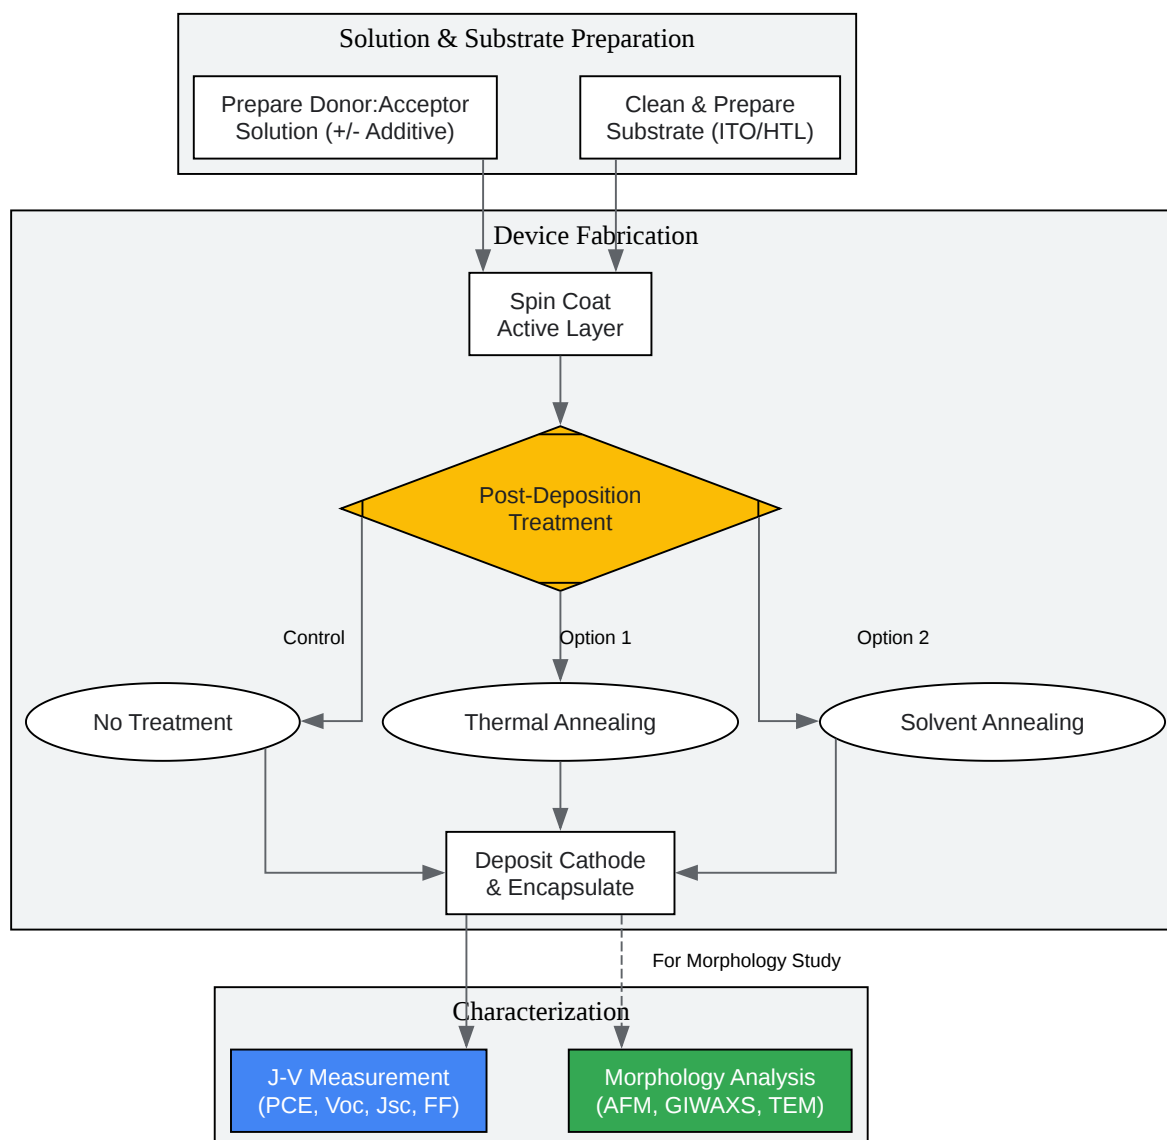 Solution & Substrate Preparation
Prepare Donor:Acceptor
Solution (+/- Additive)
Clean & Prepare
Substrate (ITO/HTL)
Device Fabrication
Spin Coat
Active Layer
Post-Deposition
Treatment
Control
Option 1
Option 2
No Treatment
Thermal Annealing
Solvent Annealing
Deposit Cathode
& Encapsulate
For Morphology Study
Characterization
J-V Measurement
(PCE, Voc, Jsc, FF)
Morphology Analysis
(AFM, GIWAXS, TEM)